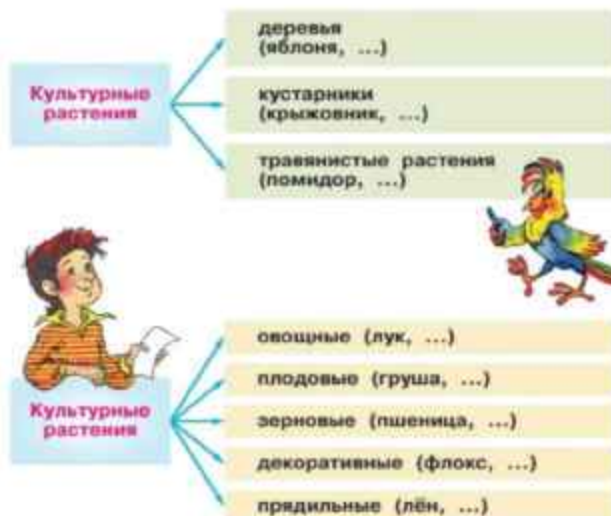 Культурные
растения
деревья
(яблоня, ...)
кустарники
(крыжовник, ...)
травянистые растения
(помидор, ...)
Культурные
растения
овощные (лук, ...)
плодовые (груша, ...)
зерновые (пшеница, ...)
декоративные (флокс, ...)
прядильные (лён, ...)